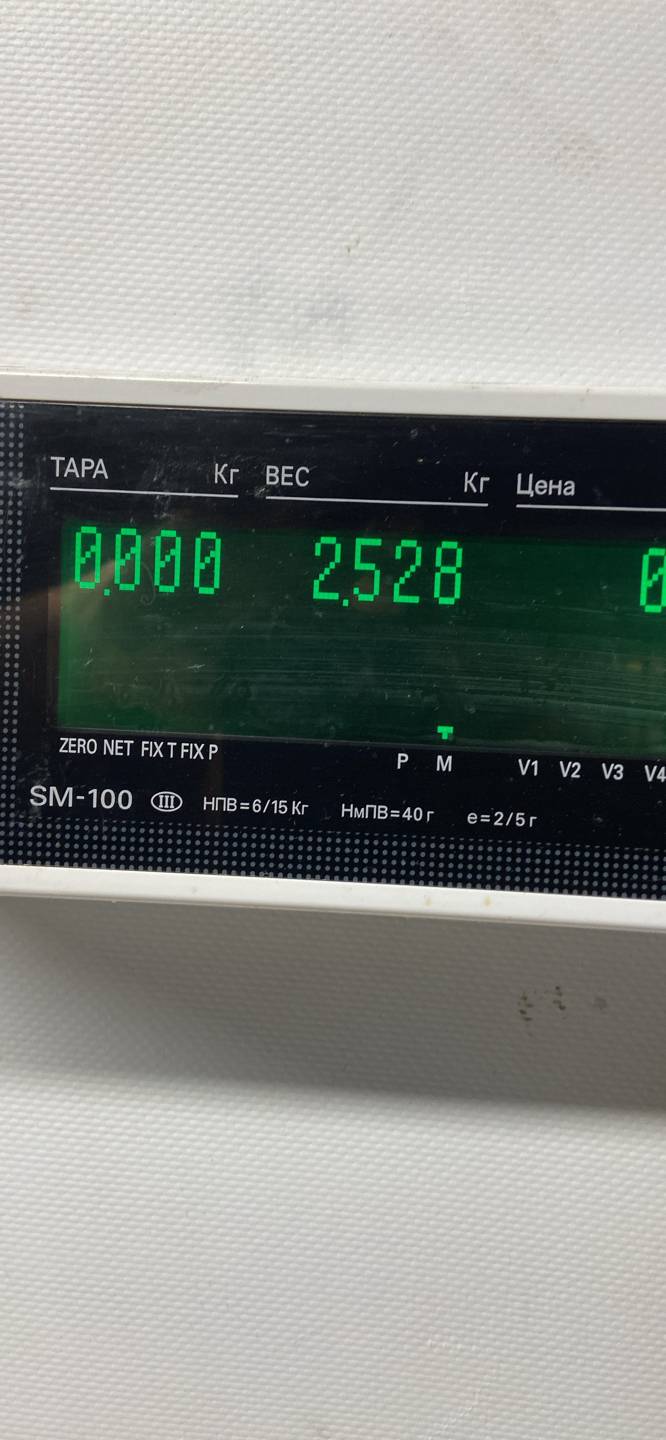 ТАРА Кг ВЕС Кг Цена
0.000 2.528 0
ZERO NET FIX T FIX P P M V1 V2 V3 V4
SM-100 III НПВ=6/15 Кг НмПВ=40 г e=2/5 г